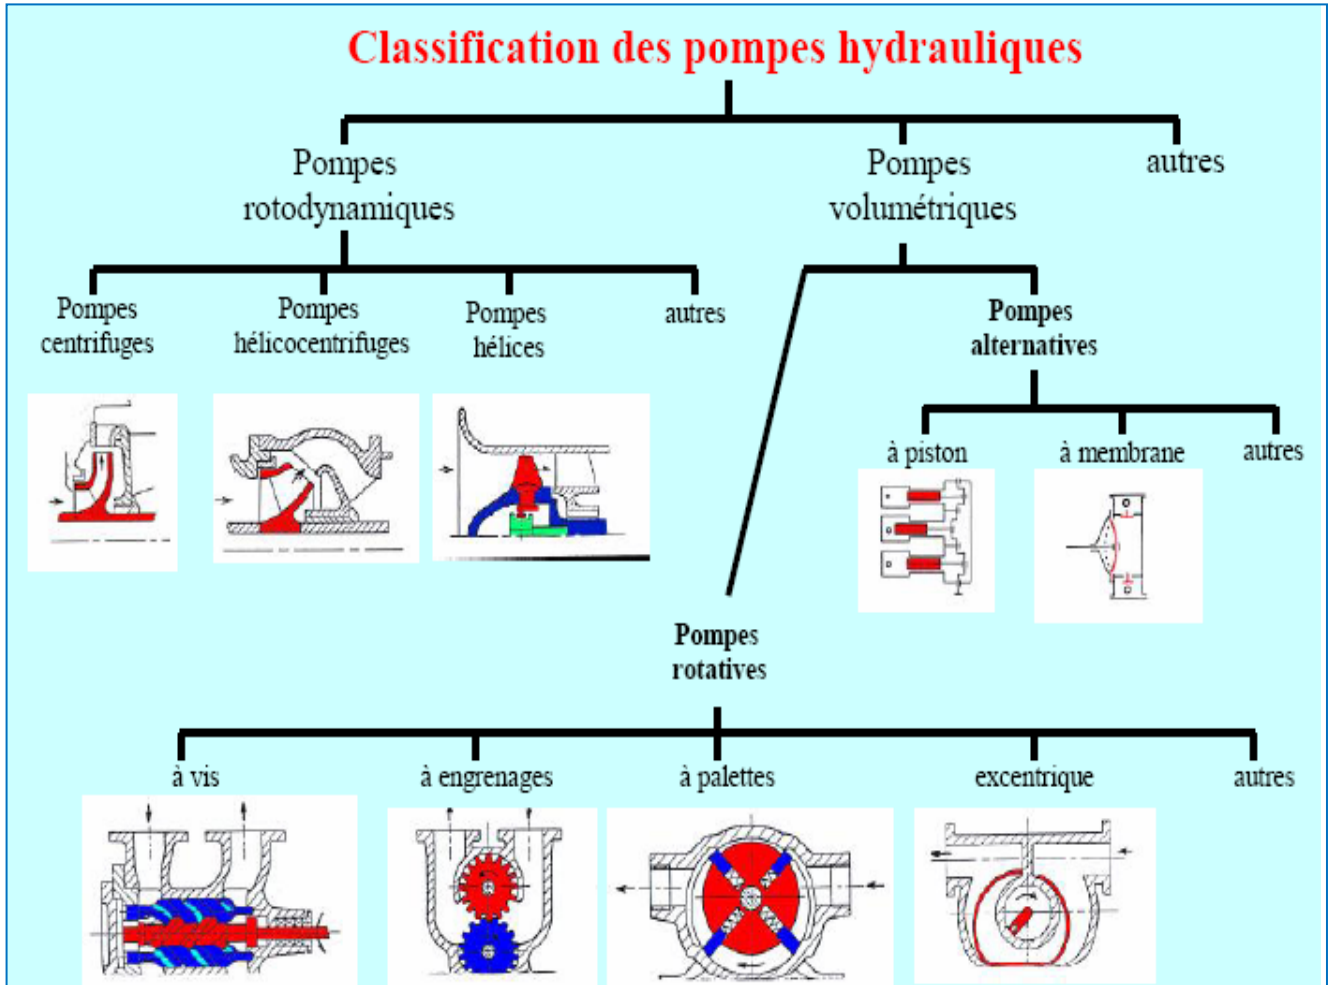 Classification des pompes hydrauliques
Pompes
rotodynamiques
Pompes
volumétriques
autres
Pompes
centrifuges
Pompes
hélicocentrifuges
Pompes
hélices
autres
Pompes
alternatives
à piston
à membrane
autres
Pompes
rotatives
à vis
à engrenages
à palettes
excentrique
autres